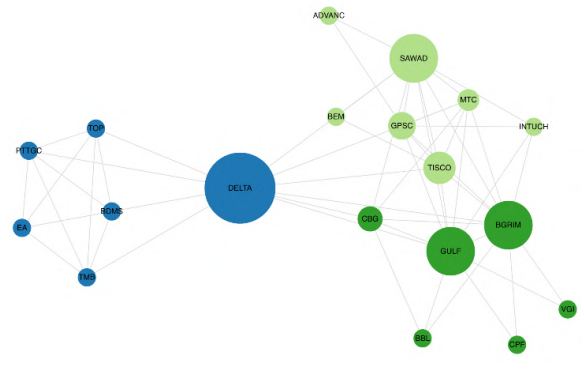 ADVANC
SAWAD
MTC
BEM
GPSC
INTUCH
TOP
PTTGC
TISCO
DELTA
BDMS
CBG
BGRIM
EA
GULF
TMB
VGI
BBL
CPF